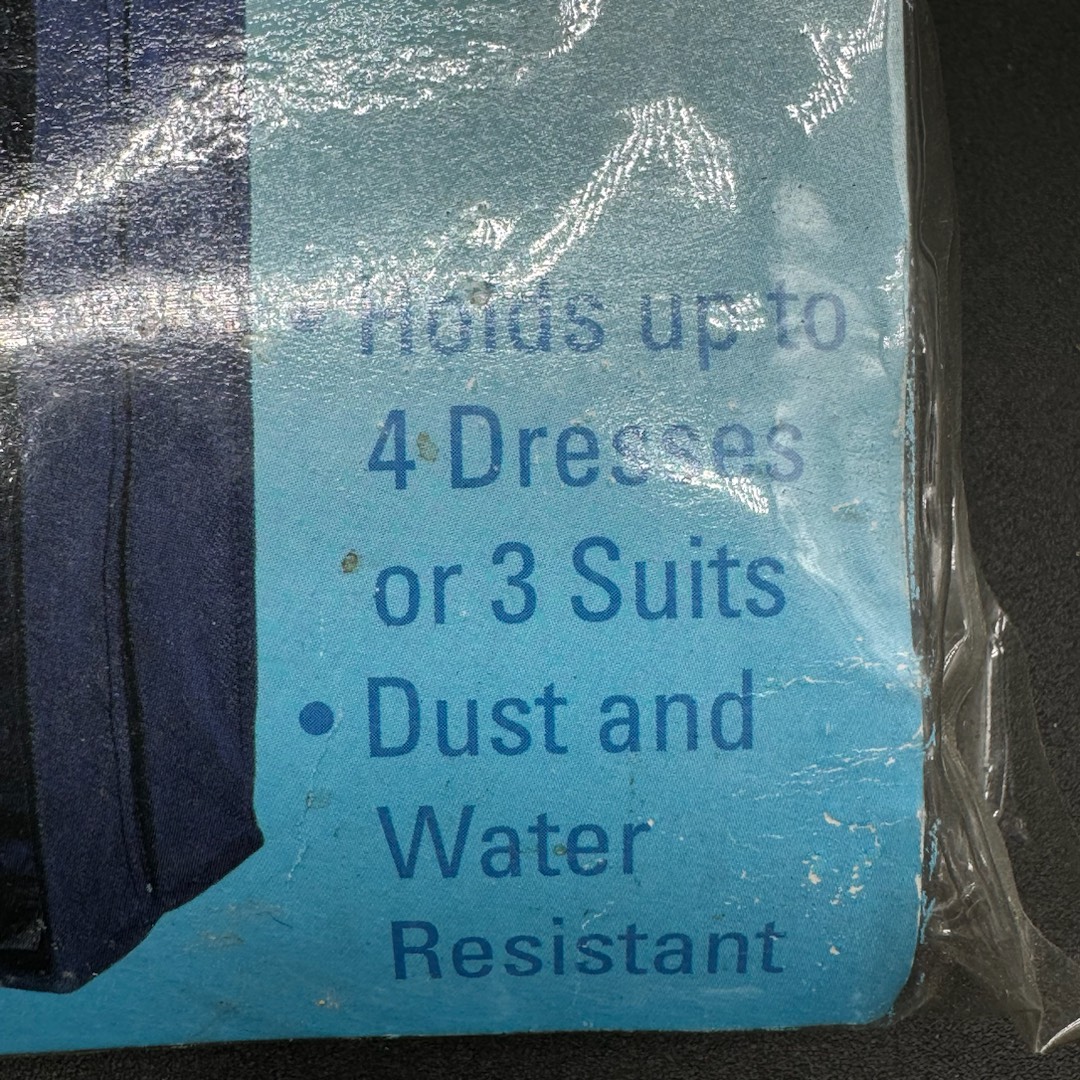 • Holds up to
4 Dresses
or 3 Suits
• Dust and
Water
Resistant